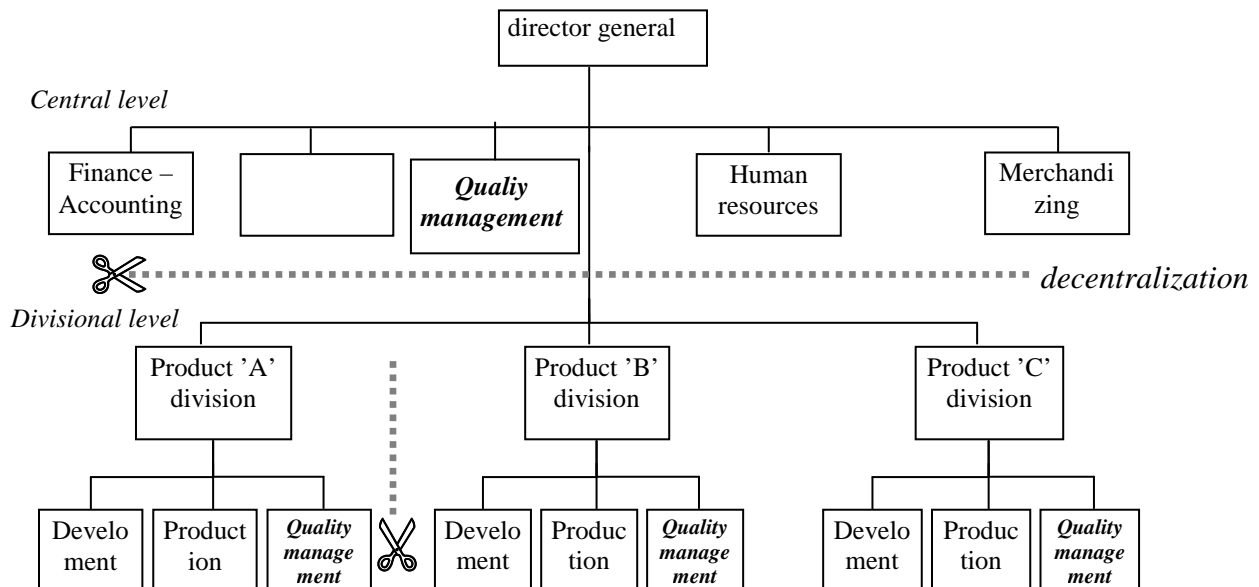 director general
Central level
Finance –
Accounting
Qualiy
management
Human
resources
Merchandi
zing
decentralization
Divisional level
Product ’A’
division
Product ’B’
division
Product ’C’
division
Develo
ment
Product
ion
Quality
manage
ment
Develo
ment
Produc
tion
Quality
manage
ment
Develo
ment
Produc
tion
Quality
manage
ment